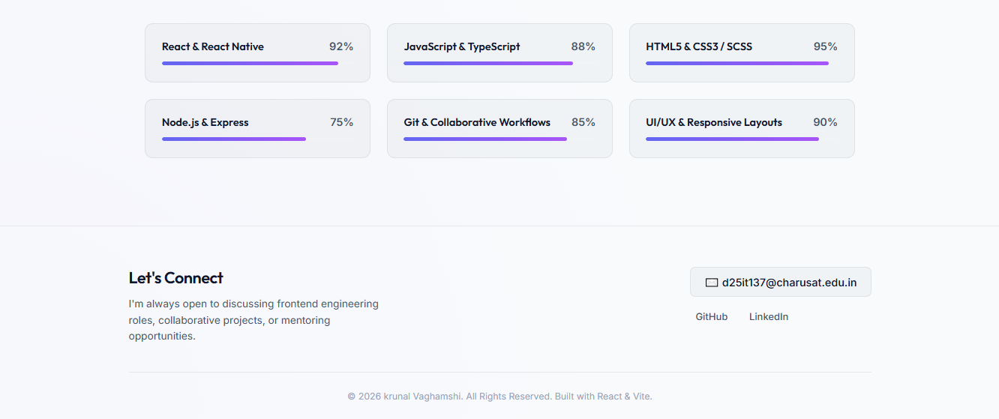 React & React Native 92%
JavaScript & TypeScript 88%
HTML5 & CSS3 / SCSS 95%
Node.js & Express 75%
Git & Collaborative Workflows 85%
UI/UX & Responsive Layouts 90%
Let's Connect
I'm always open to discussing frontend engineering
roles, collaborative projects, or mentoring
opportunities.
d25it137@charusat.edu.in
GitHub LinkedIn
© 2026 krunal Vaghamshi. All Rights Reserved. Built with React & Vite.